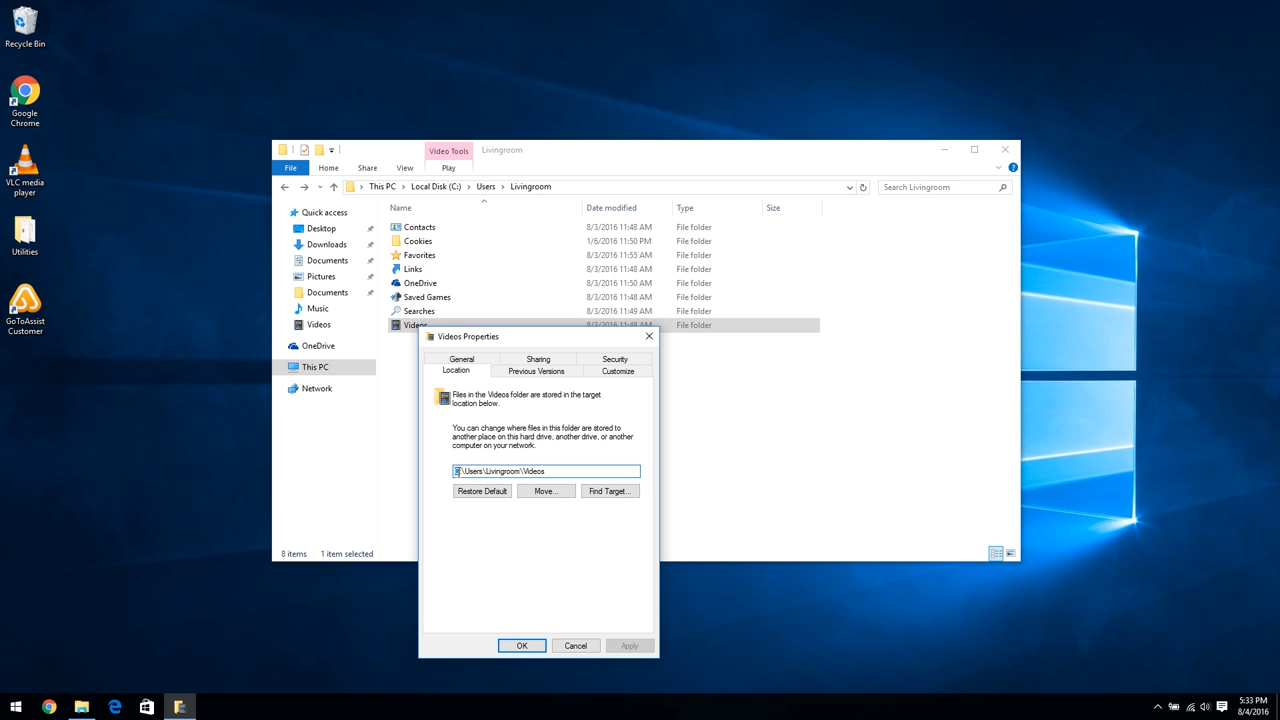 Recycle Bin
Google
Chrome
VLC media
player
Utilities
GoToAssist
Customer
Video Tools
Livingroom
File
Home
Share
View
Play
This PC
Local Disk (C:)
Users
Livingroom
Search Livingroom
Quick access
Desktop
Downloads
Documents
Pictures
Documents
Music
Videos
OneDrive
This PC
Network
Name
Date modified
Type
Size
Contacts 8/3/2016 11:48 AM File folder
Cookies 1/6/2016 11:50 PM File folder
Favorites 8/3/2016 11:55 AM File folder
Links 8/3/2016 11:48 AM File folder
OneDrive 8/3/2016 11:50 AM File folder
Saved Games 8/3/2016 11:48 AM File folder
Searches 8/3/2016 11:49 AM File folder
Videos 8/3/2016 11:48 AM File folder
Videos Properties
General
Sharing
Security
Location
Previous Versions
Customize
Files in the Videos folder are stored in the target
location below.
You can change where files in this folder are stored to
another place on this hard drive, another drive, or another
computer on your network.
\Users\Livingroom\Videos
Restore Default
Move...
Find Target...
OK
Cancel
Apply
8 items
1 item selected
5:33 PM
8/4/2016